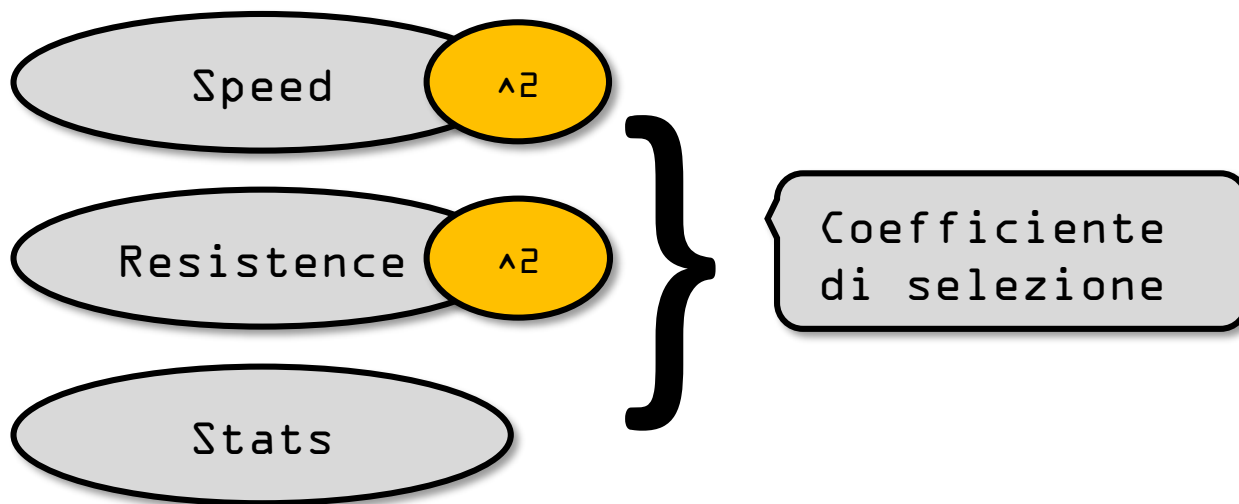 Speed
^2
Resistence
^2
Stats
Coefficiente
di selezione